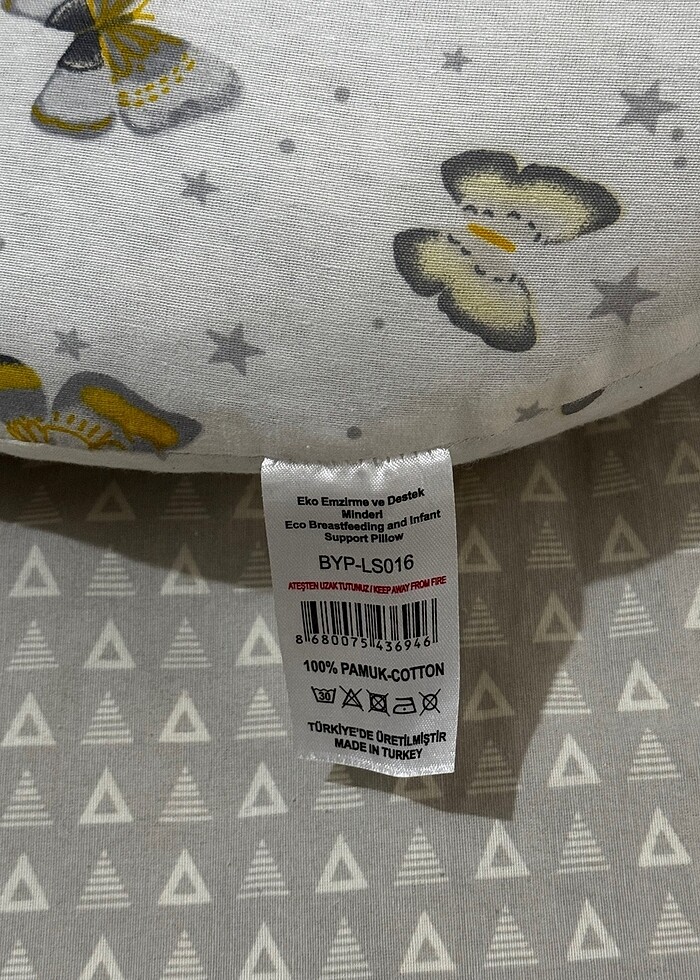 Eko Emzirme ve Destek
Minderi
Eco Breastfeeding and Infant
Support Pillow
BYP-LS016
ATEŞTEN UZAK TUTUNUZ / KEEP AWAY FROM FIRE
8 680075 436946
100% PAMUK-COTTON
30
TÜRKİYE'DE ÜRETİLMİŞTİR
MADE IN TURKEY